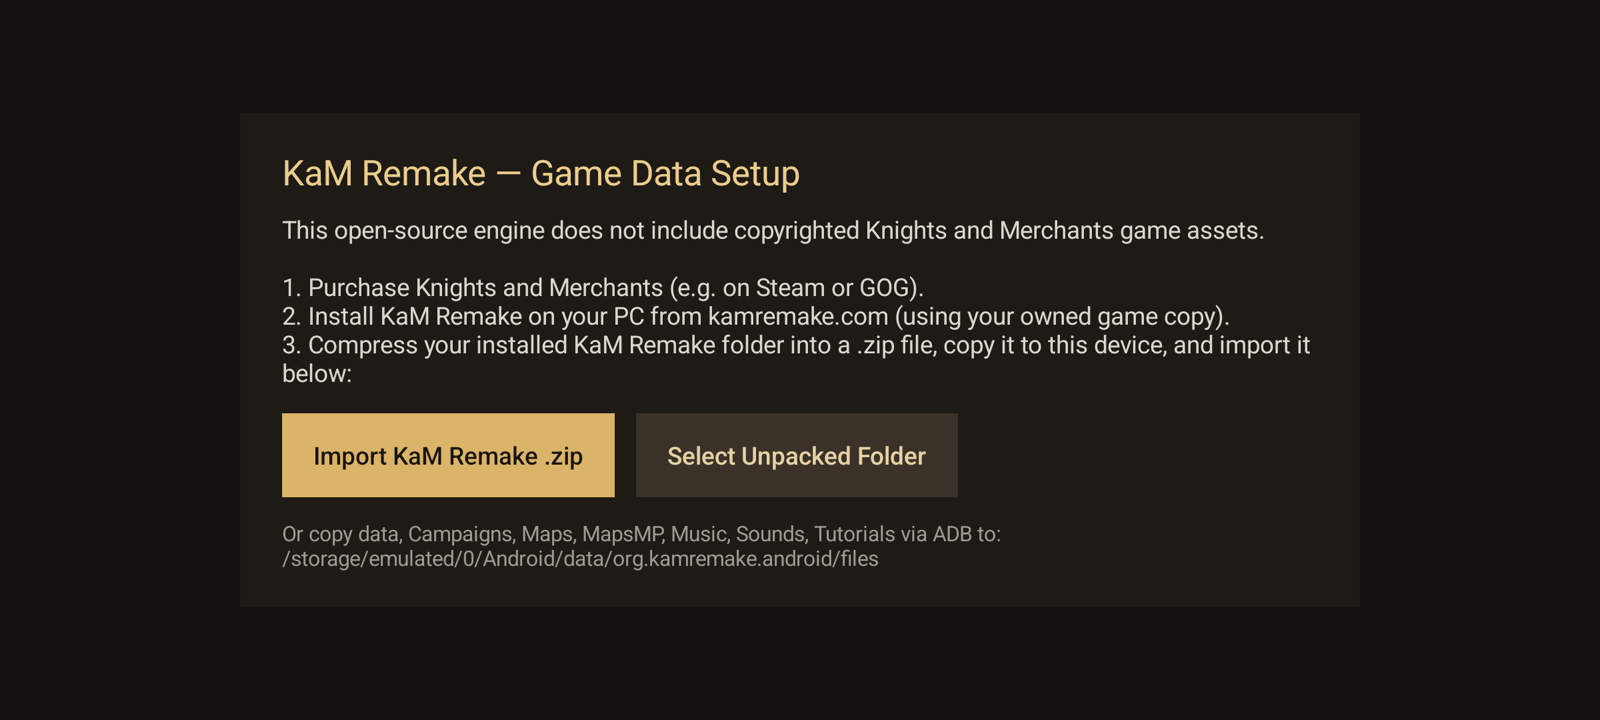 KaM Remake — Game Data Setup
This open-source engine does not include copyrighted Knights and Merchants game assets.
1. Purchase Knights and Merchants (e.g. on Steam or GOG).
2. Install KaM Remake on your PC from kamremake.com (using your owned game copy).
3. Compress your installed KaM Remake folder into a .zip file, copy it to this device, and import it
below:
Import KaM Remake .zip
Select Unpacked Folder
Or copy data, Campaigns, Maps, MapsMP, Music, Sounds, Tutorials via ADB to:
/storage/emulated/0/Android/data/org.kamremake.android/files